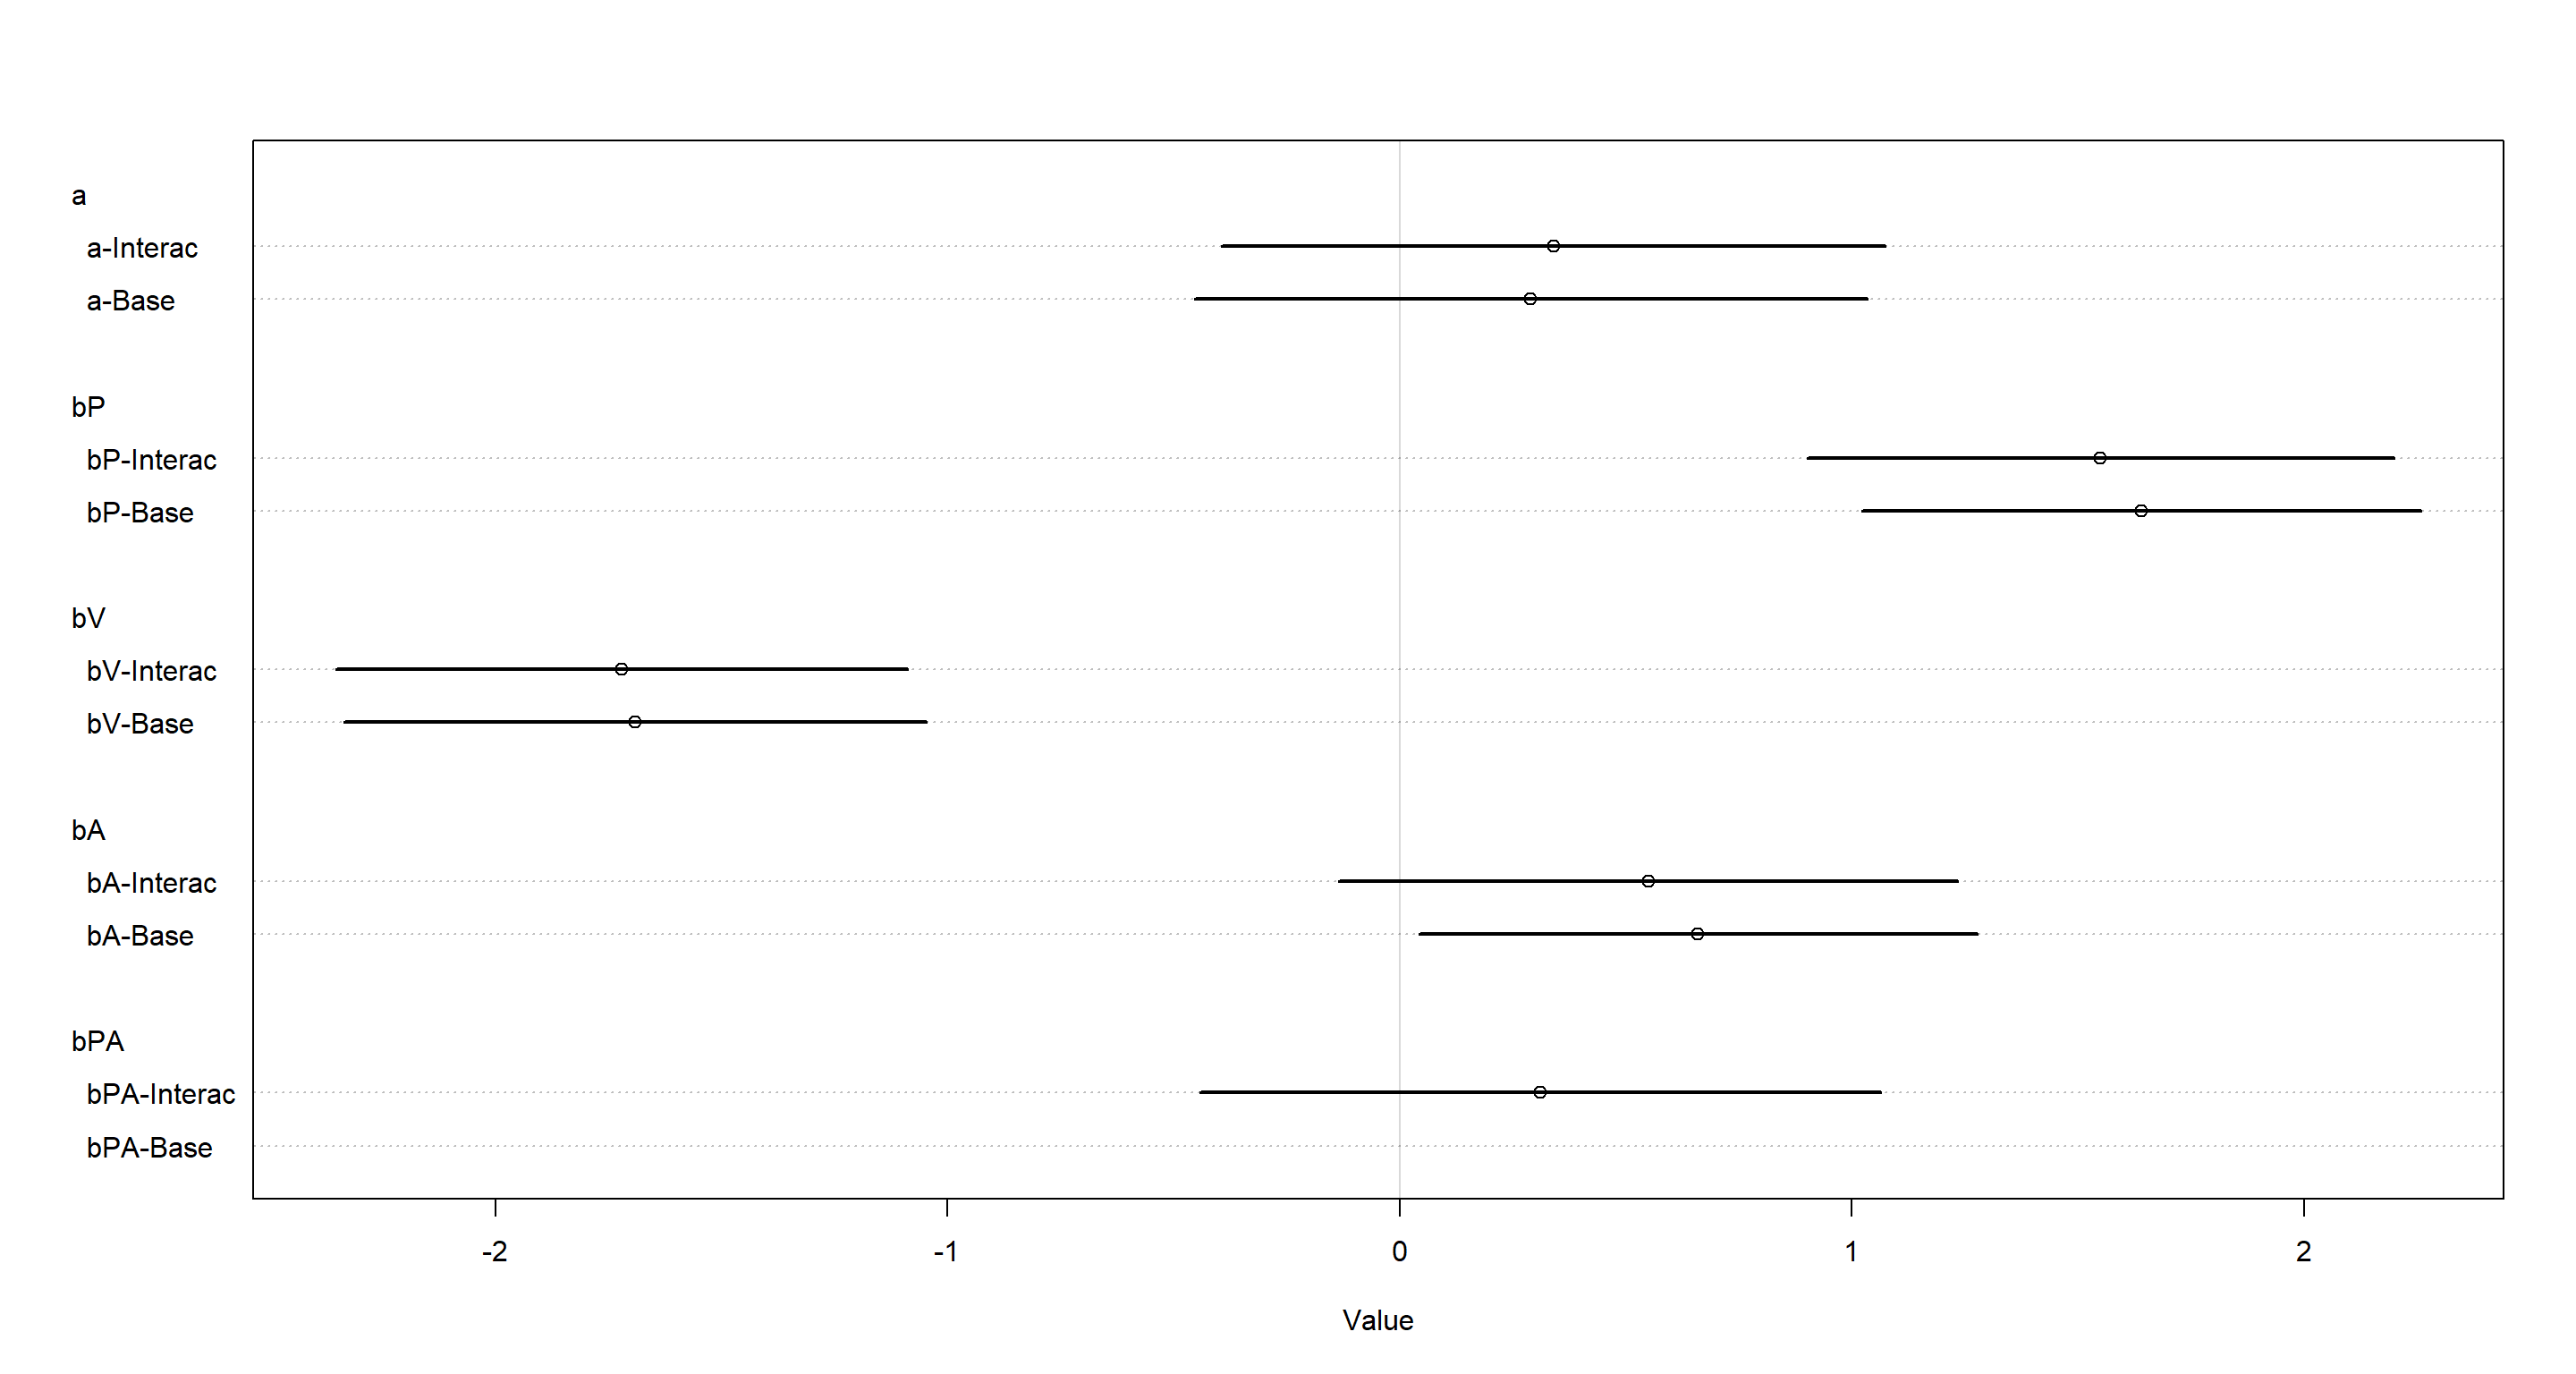 a
a-Interac
a-Base
bP
bP-Interac
bP-Base
bV
bV-Interac
bV-Base
bA
bA-Interac
bA-Base
bPA
bPA-Interac
bPA-Base
-2 -1 0 1 2
Value